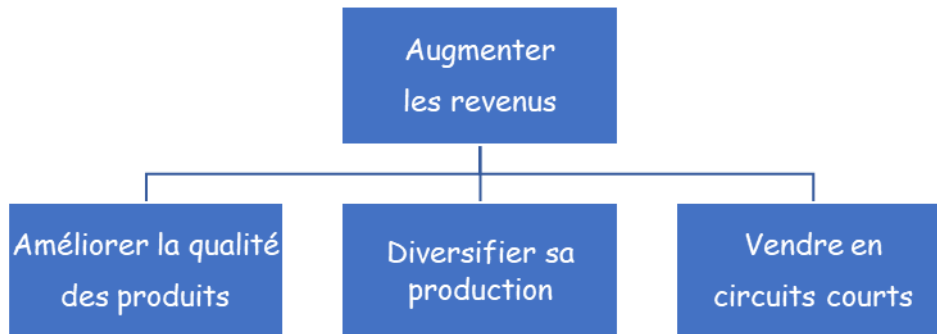 Augmenter
les revenus
Améliorer la qualité
des produits
Diversifier sa
production
Vendre en
circuits courts